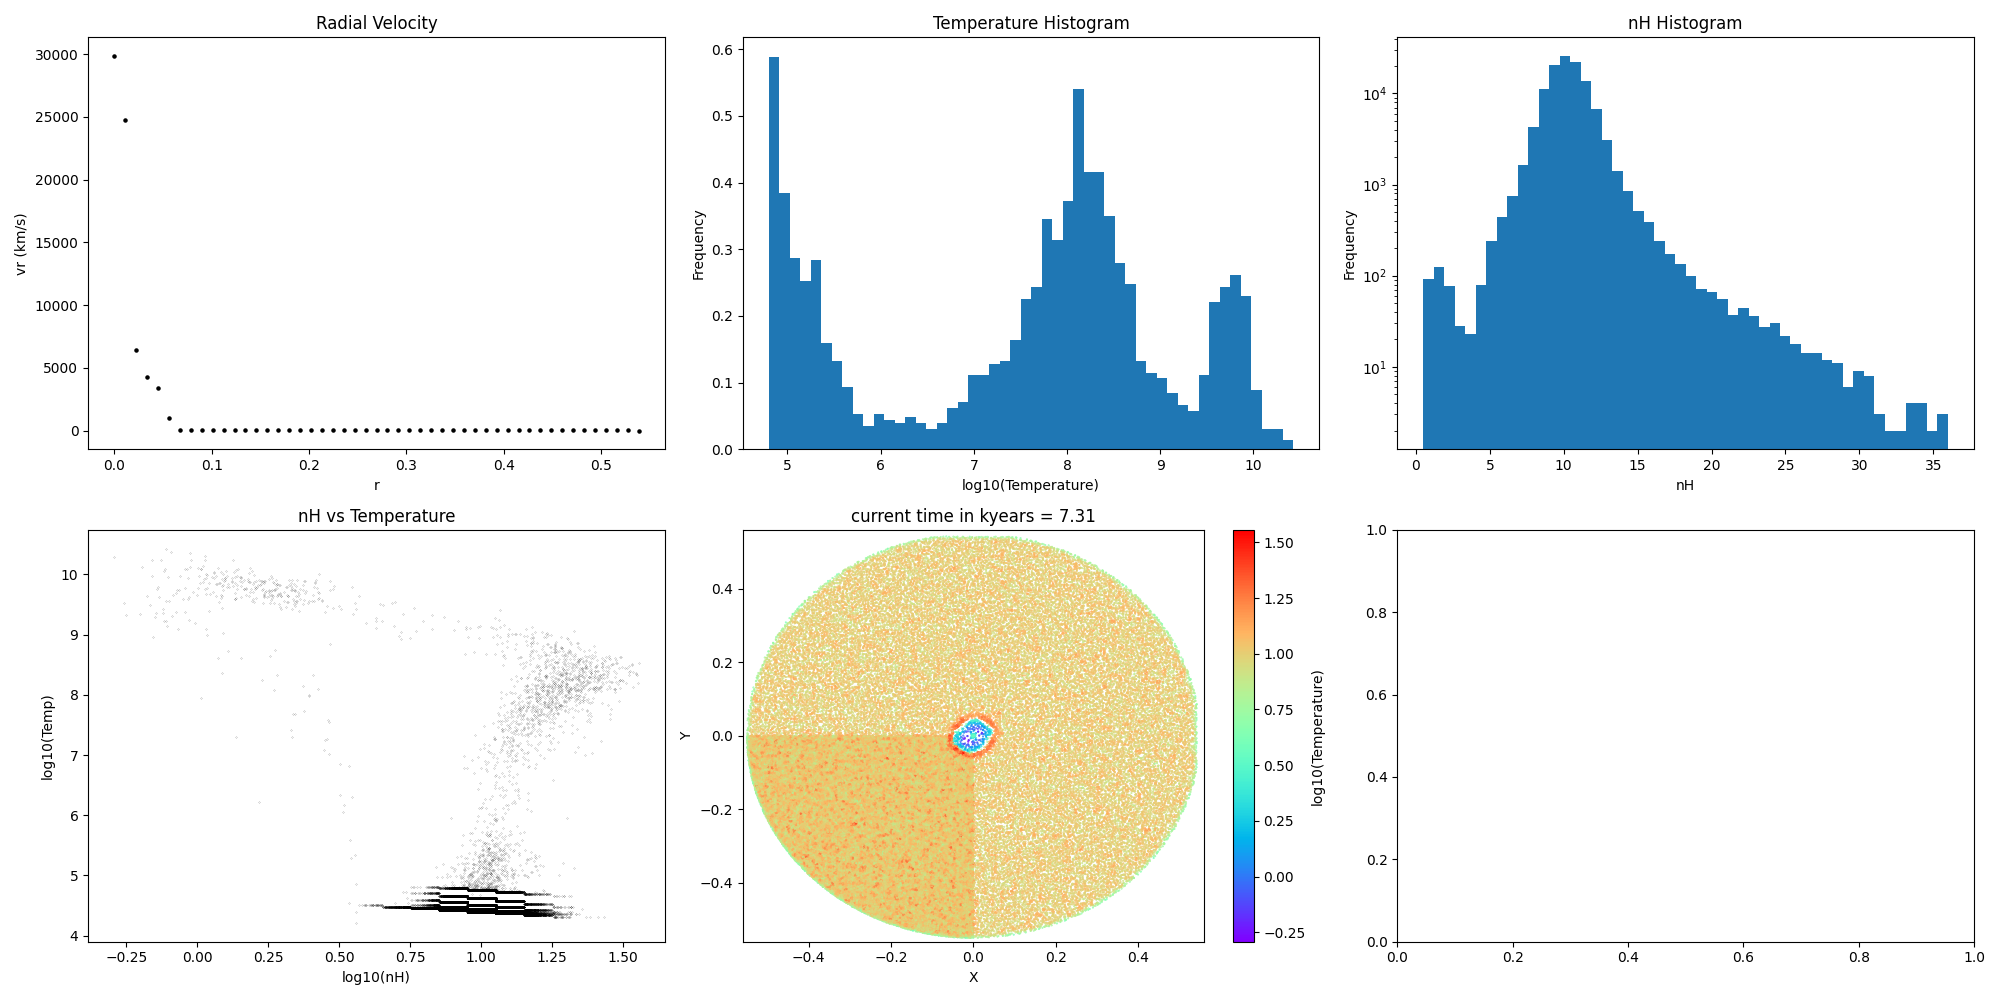 Radial Velocity
30000
25000
20000
15000
10000
5000
0
vr (km/s)
0.0 0.1 0.2 0.3 0.4 0.5
r
Temperature Histogram
0.6
0.5
0.4
0.3
0.2
0.1
0.0
Frequency
5 6 7 8 9 10
log10(Temperature)
nH Histogram
10⁴
10³
10²
10¹
Frequency
0 5 10 15 20 25 30 35
nH
nH vs Temperature
10
9
8
7
6
5
4
log10(Temp)
−0.25 0.00 0.25 0.50 0.75 1.00 1.25 1.50
log10(nH)
current time in kyears = 7.31
0.4
0.2
0.0
−0.2
−0.4
Y
−0.4 −0.2 0.0 0.2 0.4
X
1.50
1.25
1.00
0.75
0.50
0.25
0.00
−0.25
log10(Temperature)
1.0
0.8
0.6
0.4
0.2
0.0
0.0 0.2 0.4 0.6 0.8 1.0